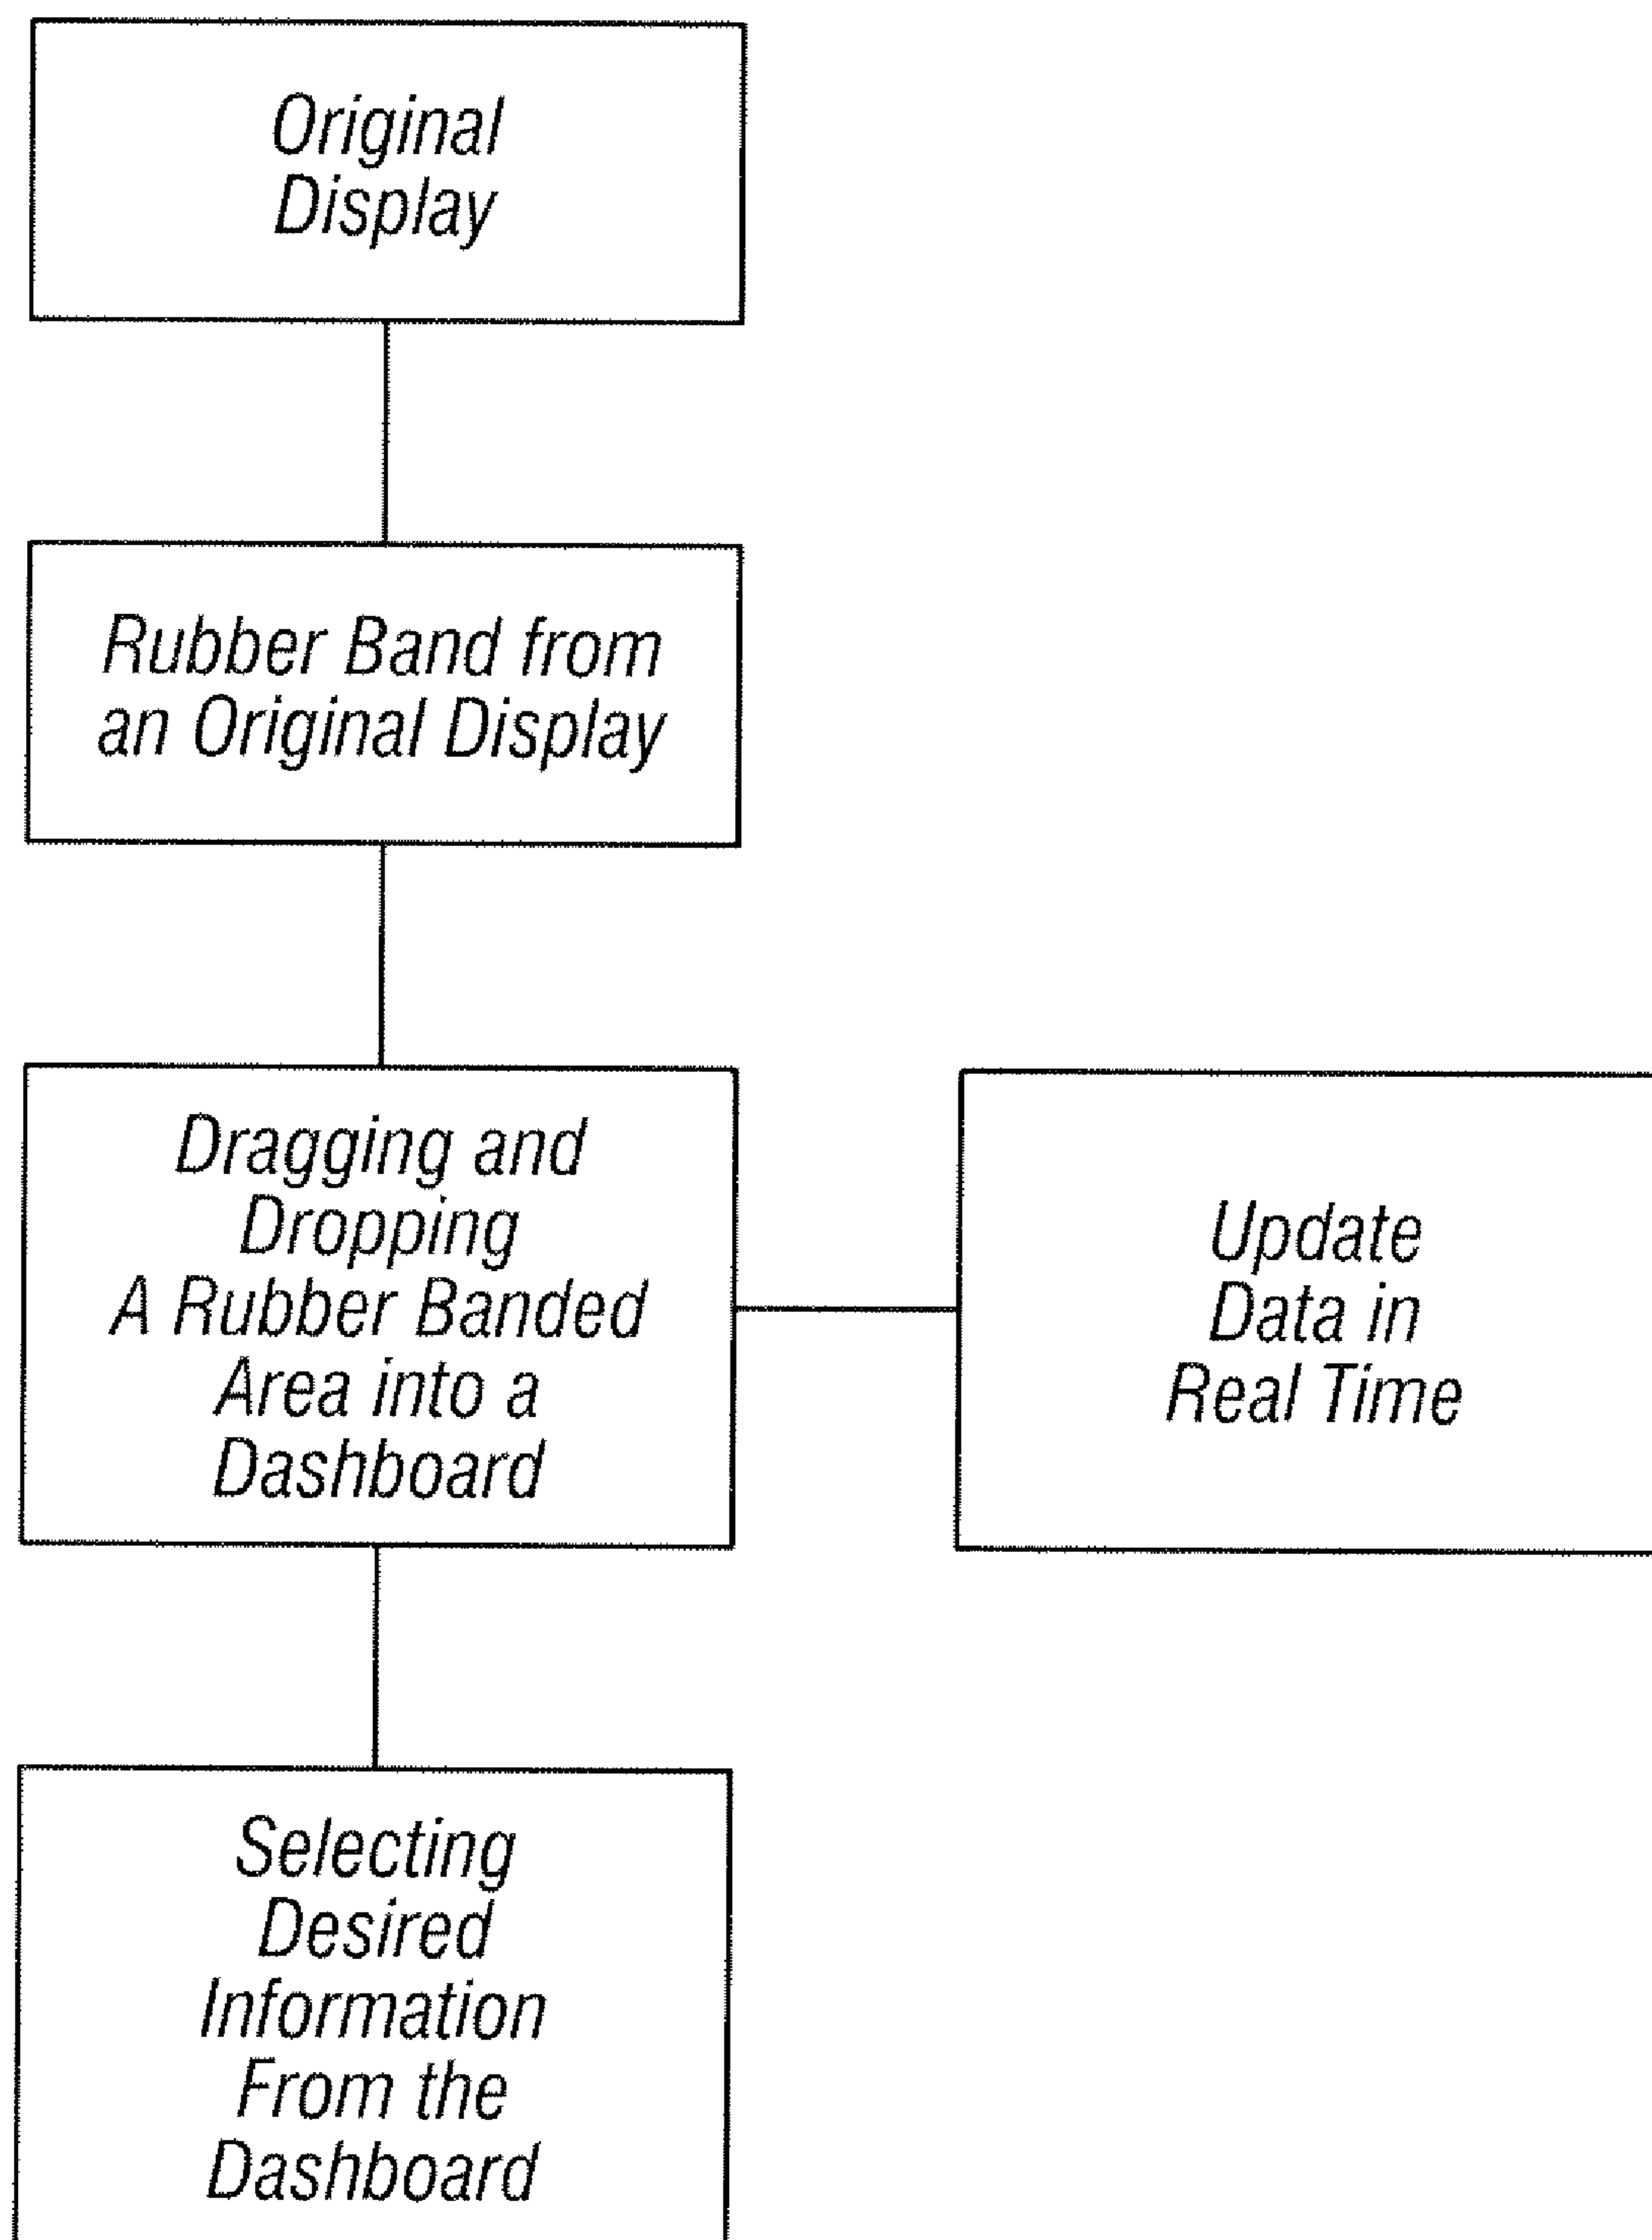 Original
Display
Rubber Band from
an Original Display
Dragging and
Dropping
A Rubber Banded
Area into a
Dashboard
Update
Data in
Real Time
Selecting
Desired
Information
From the
Dashboard